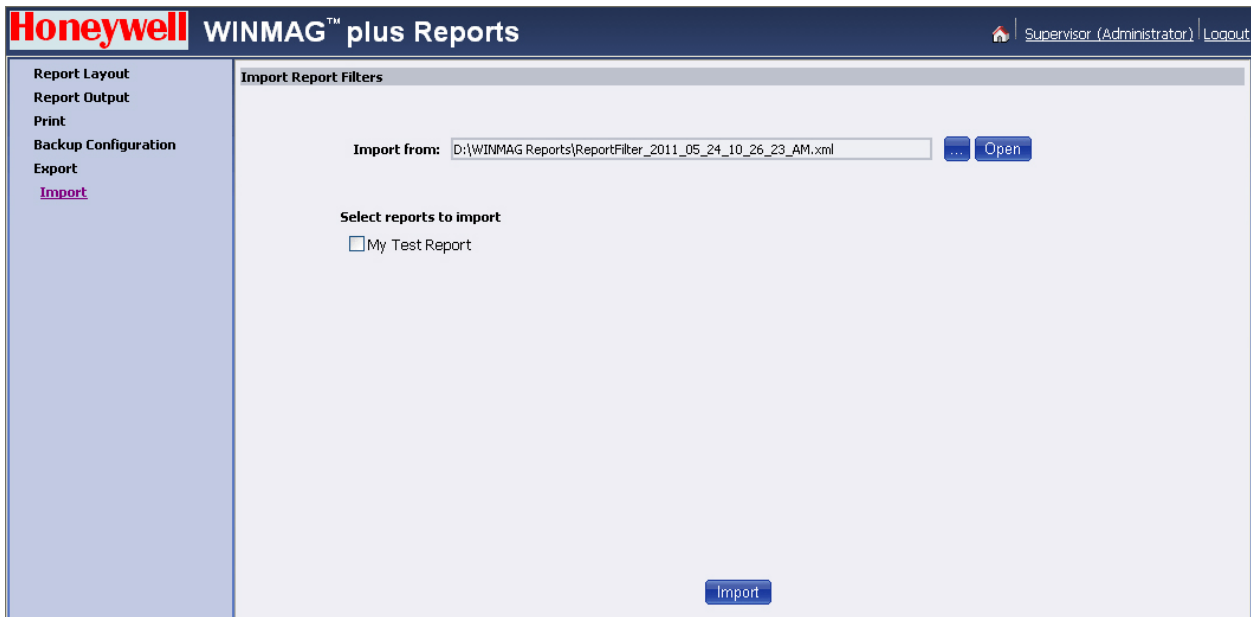 Honeywell WINMAG™ plus Reports
Supervisor (Administrator) Logout
Report Layout
Report Output
Print
Backup Configuration
Export
Import
Import Report Filters
Import from: D:\WINMAG Reports\ReportFilter_2011_05_24_10_26_23_AM.xml ... Open
Select reports to import
My Test Report
Import